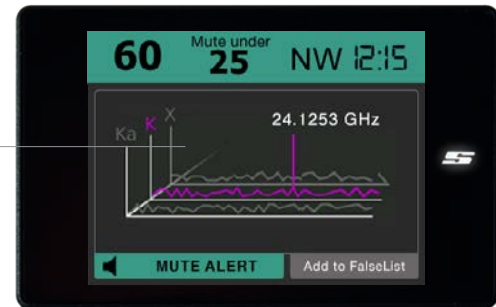 Mute under
60 25 NW 12:15
X
K
Ka
24.1253 GHz
MUTE ALERT Add to FalseList